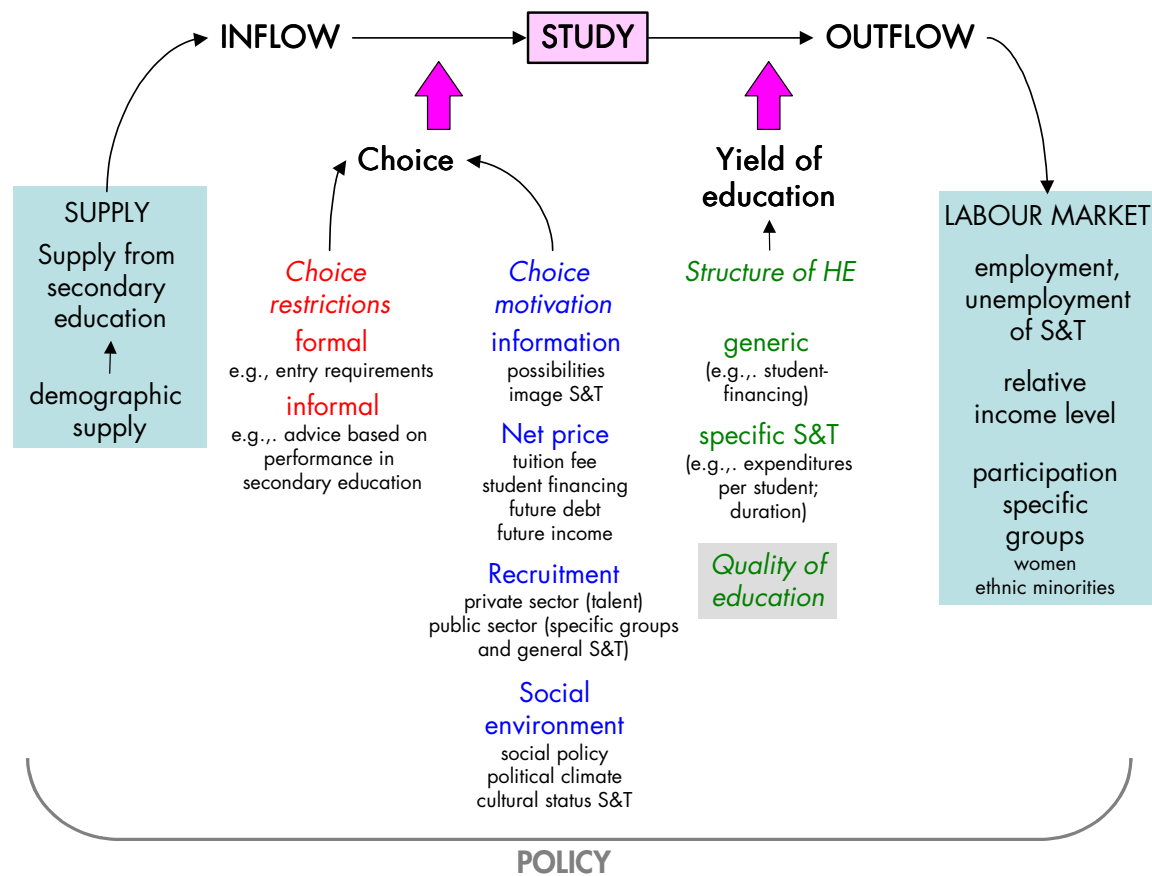 INFLOW
STUDY
OUTFLOW
Choice
Yield of
education
SUPPLY
Supply from
secondary
education
demographic
supply
Choice
restrictions
formal
e.g., entry requirements
informal
e.g.,. advice based on
performance in
secondary education
Choice
motivation
information
possibilities
image S&T
Net price
tuition fee
student financing
future debt
future income
Recruitment
private sector (talent)
public sector (specific groups
and general S&T)
Social
environment
social policy
political climate
cultural status S&T
Structure of HE
generic
(e.g.,. student-
financing)
specific S&T
(e.g.,. expenditures
per student;
duration)
Quality of
education
LABOUR MARKET
employment,
unemployment
of S&T
relative
income level
participation
specific
groups
women
ethnic minorities
POLICY